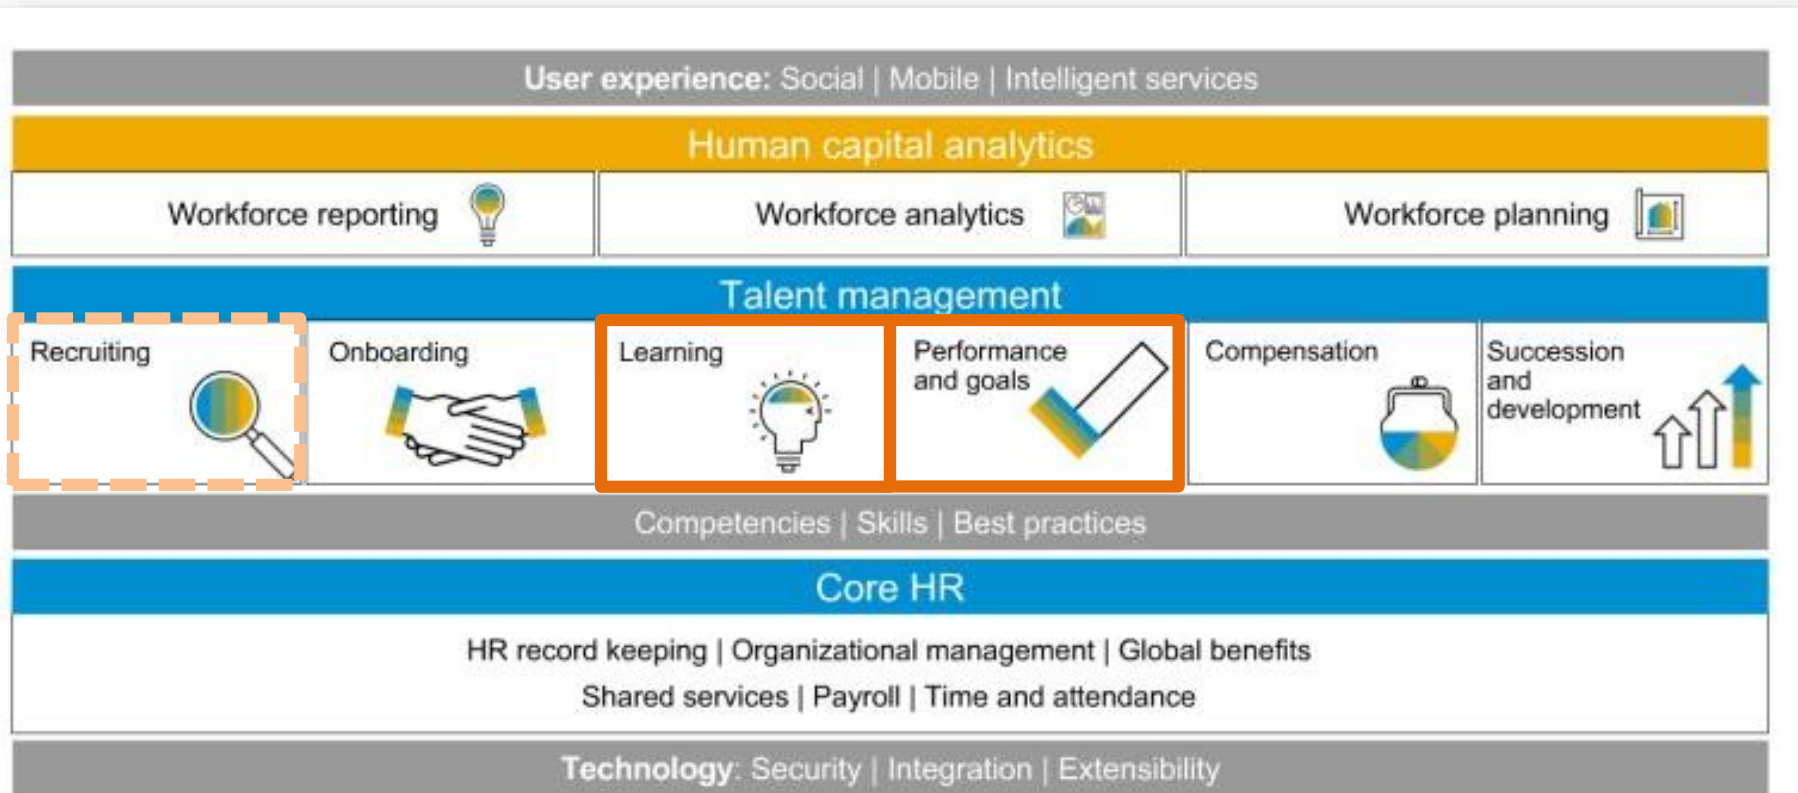 User experience: Social | Mobile | Intelligent services
Human capital analytics
Workforce reporting
Workforce analytics
Workforce planning
Talent management
Recruiting
Onboarding
Learning
Performance
and goals
Compensation
Succession
and
development
Competencies | Skills | Best practices
Core HR
HR record keeping | Organizational management | Global benefits
Shared services | Payroll | Time and attendance
Technology: Security | Integration | Extensibility